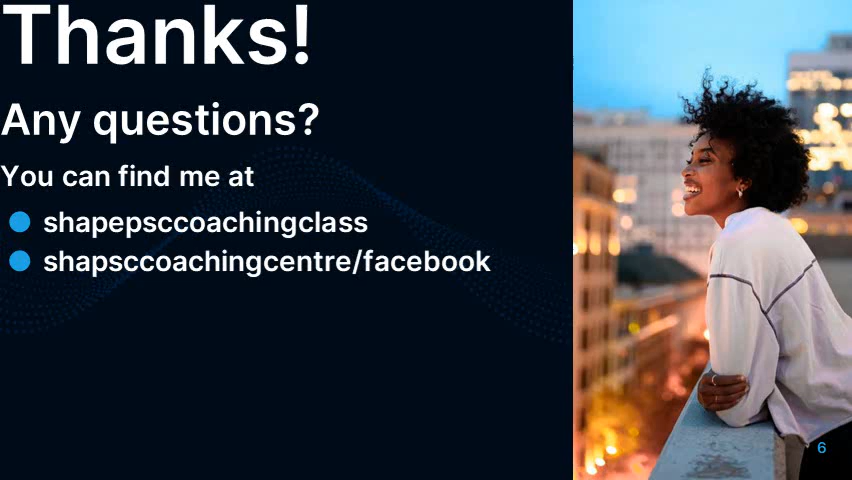 Thanks!
Any questions?
You can find me at
shapepsccoachingclass
shapsccoachingcentre/facebook
6